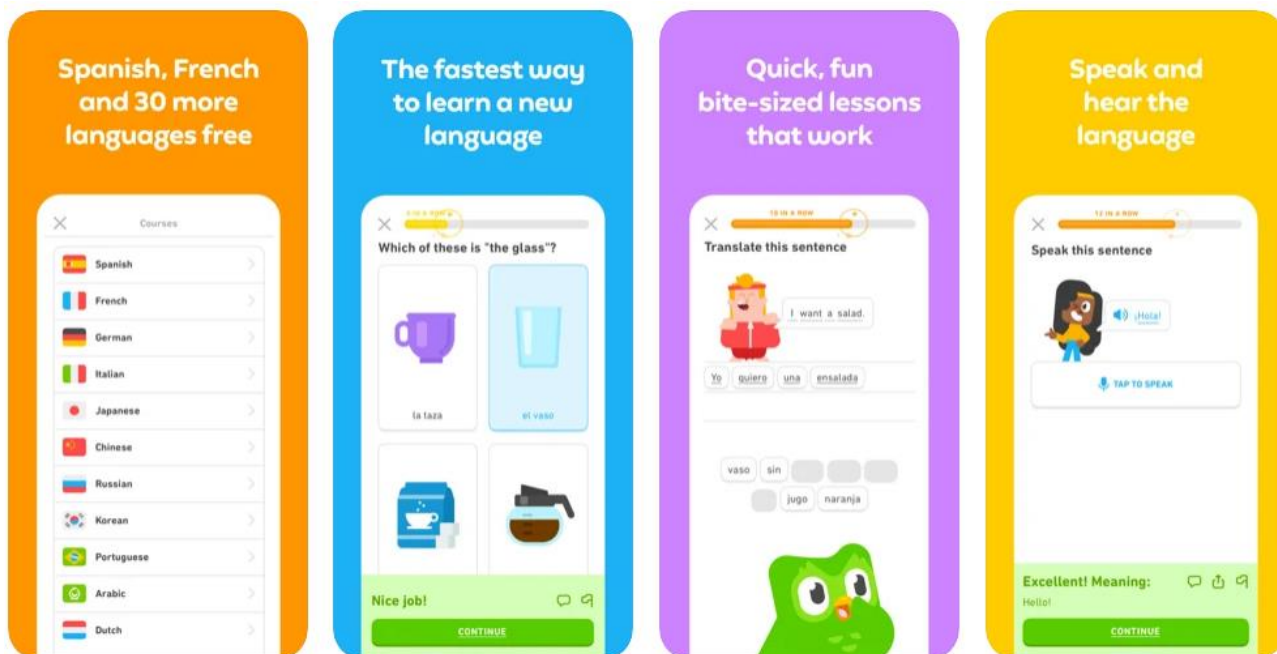 Spanish, French
and 30 more
languages free
Courses
Spanish
French
German
Italian
Japanese
Chinese
Russian
Korean
Portuguese
Arabic
Dutch
The fastest way
to learn a new
language
5 IN A ROW
Which of these is "the glass"?
la taza
el vaso
Nice job!
CONTINUE
Quick, fun
bite-sized lessons
that work
10 IN A ROW
Translate this sentence
I want a salad.
Yo quiero una ensalada
vaso sin
jugo naranja
Speak and
hear the
language
12 IN A ROW
Speak this sentence
¡Hola!
TAP TO SPEAK
Excellent! Meaning:
Hello!
CONTINUE